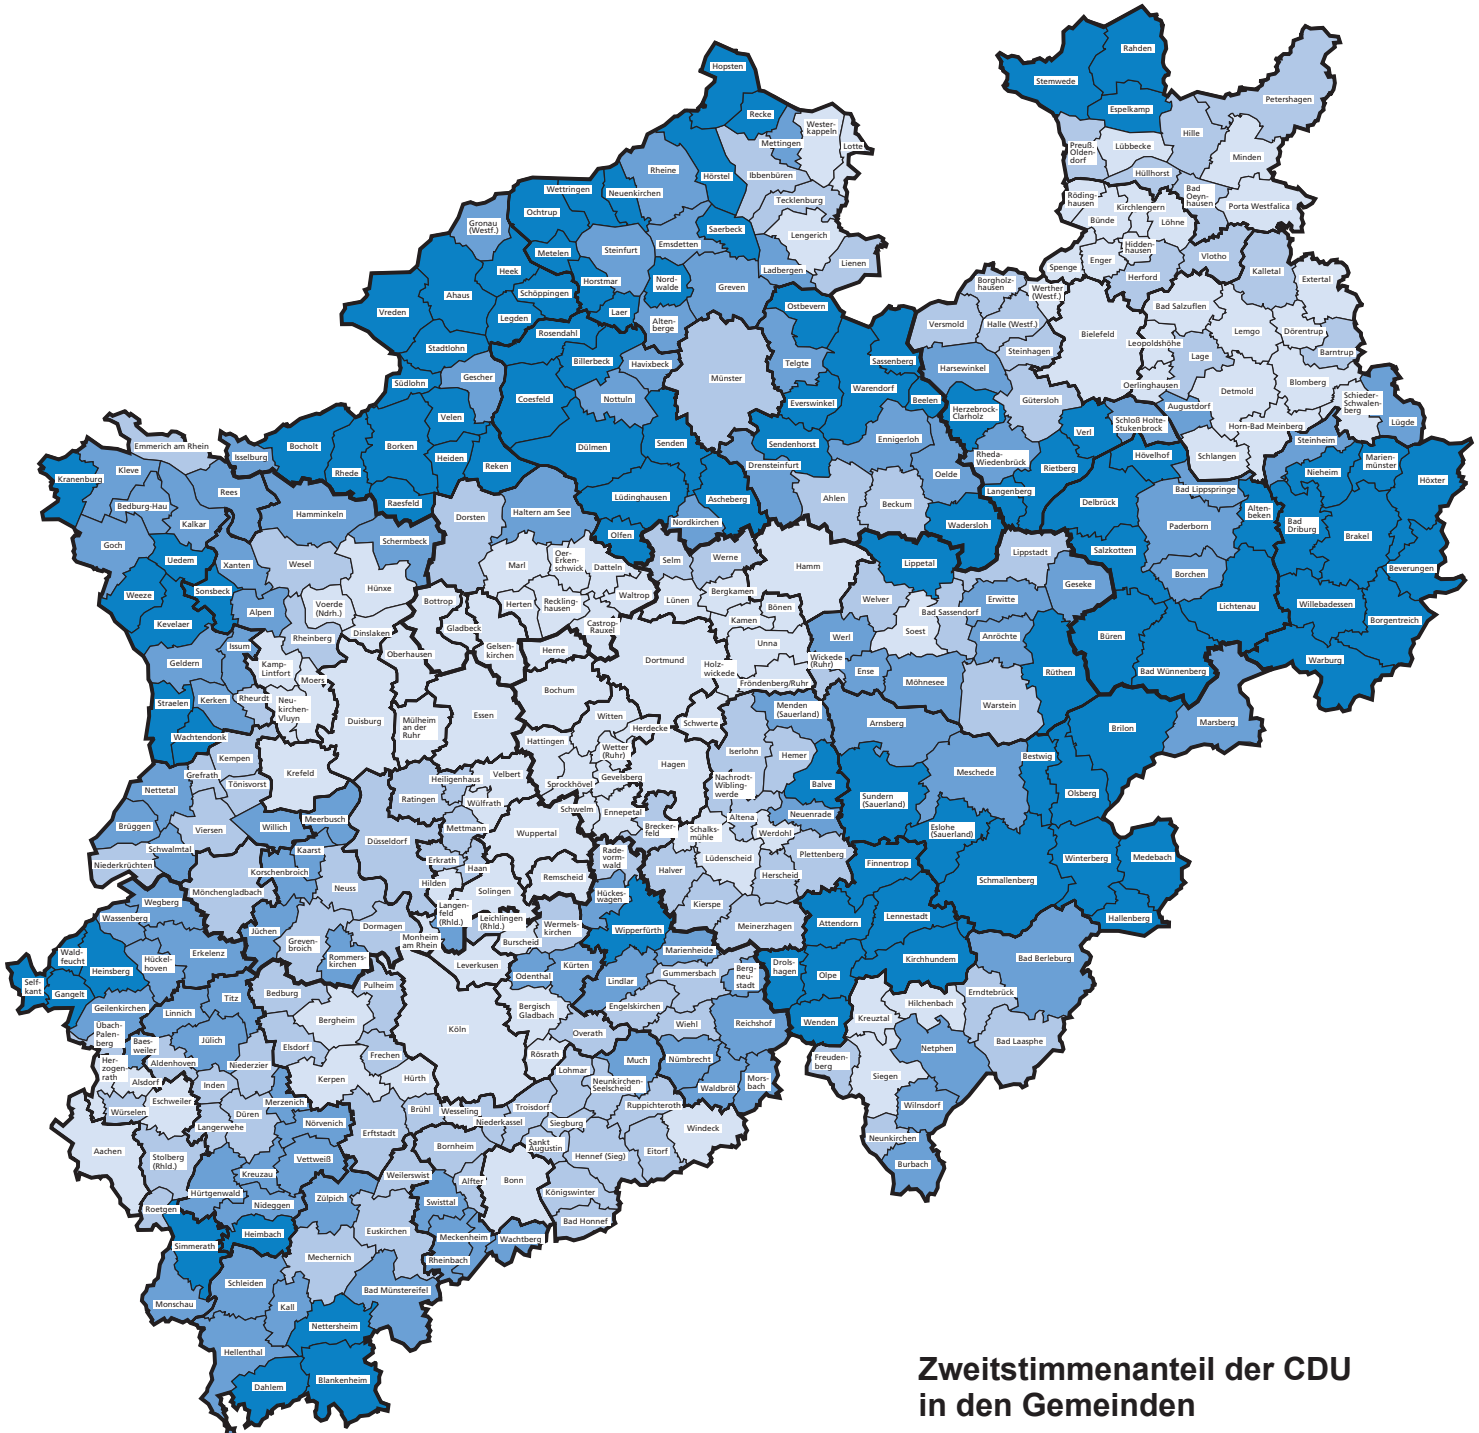 Hopsten
Rahden
Stemwede
Espelkamp
Petershagen
Recke
Wester-
kappeln
Mettingen
Lotte
Hille
Preuß.
Olden-
dorf
Lübbecke
Minden
Hüllhorst
Rheine
Hörstel
Ibbenbüren
Tecklenburg
Wettringen
Neuenkirchen
Ochtrup
Gronau
(Westf.)
Röding-
hausen
Kirchlengern
Bad
Oeyn-
hausen
Porta Westfalica
Bünde
Löhne
Saerbeck
Lengerich
Emsdetten
Steinfurt
Metelen
Lienen
Ladbergen
Hidden-
hausen
Enger
Vlotho
Spenge
Herford
Kalletal
Extertal
Heek
Horstmar
Nord-
walde
Greven
Ahaus
Schöppingen
Ostbevern
Borgholz-
hausen
Werther
(Westf.)
Bad Salzuflen
Vreden
Legden
Laer
Alten-
berge
Versmold
Halle (Westf.)
Bielefeld
Lemgo
Dörentrup
Rosendahl
Leopoldshöhe
Stadtlohn
Billerbeck
Havixbeck
Telgte
Sassenberg
Steinhagen
Lage
Barntrup
Gescher
Münster
Harsewinkel
Südlohn
Warendorf
Oerlinghausen
Blomberg
Coesfeld
Nottuln
Everswinkel
Beelen
Gütersloh
Detmold
Schieder-
Schwalen-
berg
Velen
Herzebrock-
Clarholz
Augustdorf
Lügde
Verl
Schloß Holte-
Stukenbrock
Horn-Bad Meinberg
Emmerich am Rhein
Bocholt
Borken
Dülmen
Senden
Sendenhorst
Ennigerloh
Steinheim
Isselburg
Heiden
Rheda-
Wiedenbrück
Hövelhof
Schlangen
Marien-
münster
Kleve
Rhede
Reken
Drensteinfurt
Oelde
Rietberg
Nieheim
Höxter
Kranenburg
Rees
Lüdinghausen
Ascheberg
Ahlen
Beckum
Langenberg
Delbrück
Bad Lippspringe
Bedburg-Hau
Raesfeld
Hamminkeln
Dorsten
Haltern am See
Nordkirchen
Wadersloh
Alten-
beken
Kalkar
Paderborn
Bad
Driburg
Brakel
Goch
Schermbeck
Olfen
Salzkotten
Uedem
Xanten
Wesel
Marl
Oer-
Erken-
schwick
Datteln
Selm
Werne
Hamm
Lippetal
Lippstadt
Beverungen
Weeze
Sonsbeck
Hünxe
Geseke
Borchen
Voerde
(Ndrh.)
Bottrop
Herten
Reckling-
hausen
Waltrop
Lünen
Bergkamen
Welver
Bad Sassendorf
Erwitte
Lichtenau
Willebadessen
Alpen
Bönen
Kevelaer
Borgentreich
Dinslaken
Gladbeck
Castrop-
Rauxel
Kamen
Soest
Anröchte
Büren
Rheinberg
Issum
Oberhausen
Gelsen-
kirchen
Herne
Unna
Werl
Dortmund
Holz-
wickede
Wickede
(Ruhr)
Warburg
Geldern
Kamp-
Lintfort
Ense
Rüthen
Bad Wünnenberg
Moers
Fröndenberg/Ruhr
Möhnesee
Bochum
Straelen
Kerken
Rheurdt
Neu-
kirchen-
Vluyn
Duisburg
Mülheim
an der
Ruhr
Essen
Witten
Herdecke
Schwerte
Menden
(Sauerland)
Arnsberg
Warstein
Marsberg
Brilon
Wachtendonk
Hattingen
Wetter
(Ruhr)
Iserlohn
Hemer
Bestwig
Kempen
Krefeld
Hagen
Grefrath
Heiligenhaus
Velbert
Gevelsberg
Meschede
Nettetal
Tönisvorst
Sprockhövel
Nachrodt-
Wibling-
werde
Balve
Olsberg
Ratingen
Wülfrath
Sundern
(Sauerland)
Schwelm
Ennepetal
Neuenrade
Brüggen
Viersen
Willich
Meerbusch
Mettmann
Wuppertal
Altena
Brecker-
feld
Schalks-
mühle
Werdohl
Eslohe
(Sauerland)
Düsseldorf
Schwalmtal
Kaarst
Rade-
vorm-
wald
Plettenberg
Winterberg
Medebach
Niederkrüchten
Erkrath
Haan
Lüdenscheid
Finnentrop
Korschenbroich
Halver
Herscheid
Schmallenberg
Hilden
Remscheid
Mönchengladbach
Neuss
Solingen
Hückes-
wagen
Kierspe
Wegberg
Langen-
feld
(Rhld.)
Leichlingen
(Rhld.)
Wermels-
kirchen
Attendorn
Lennestadt
Hallenberg
Wassenberg
Jüchen
Dormagen
Wipperfürth
Meinerzhagen
Greven-
broich
Monheim
am Rhein
Burscheid
Marienheide
Wald-
feucht
Erkelenz
Rommers-
kirchen
Leverkusen
Kürten
Drols-
hagen
Kirchhundem
Bad Berleburg
Hückel-
hoven
Odenthal
Gummersbach
Berg-
neu-
stadt
Olpe
Heinsberg
Lindlar
Self-
kant
Gangelt
Pulheim
Erndtebrück
Bedburg
Titz
Geilenkirchen
Linnich
Bergisch
Gladbach
Engelskirchen
Hilchenbach
Bergheim
Wenden
Kreuztal
Köln
Wiehl
Reichshof
Übach-
Palen-
berg
Overath
Baes-
weiler
Jülich
Elsdorf
Frechen
Rösrath
Bad Laasphe
Netphen
Her-
zogen-
rath
Aldenhoven
Niederzier
Much
Nümbrecht
Freuden-
berg
Lohmar
Siegen
Alsdorf
Inden
Kerpen
Hürth
Neunkirchen-
Seelscheid
Waldbröl
Mors-
bach
Eschweiler
Merzenich
Würselen
Düren
Brühl
Wesseling
Troisdorf
Ruppichteroth
Wilnsdorf
Nörvenich
Niederkassel
Siegburg
Langerwehe
Windeck
Erftstadt
Neunkirchen
Aachen
Bornheim
Sankt
Augustin
Stolberg
(Rhld.)
Vettweiß
Hennef (Sieg)
Eitorf
Burbach
Kreuzau
Weilerswist
Alfter
Bonn
Hürtgenwald
Zülpich
Swisttal
Königswinter
Roetgen
Nideggen
Bad Honnef
Heimbach
Euskirchen
Meckenheim
Wachtberg
Simmerath
Mechernich
Rheinbach
Schleiden
Bad Münstereifel
Monschau
Kall
Nettersheim
Hellenthal
Dahlem
Blankenheim
Zweitstimmenanteil der CDU
in den Gemeinden